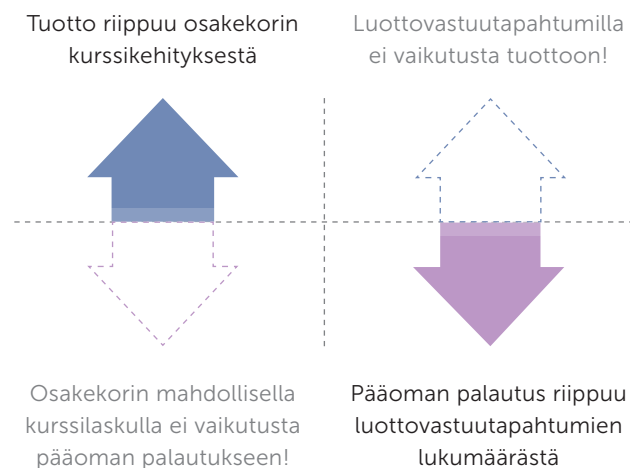 Tuotto riippuu osakekorin
kurssikehityksestä
Luottovastuutapahtumilla
ei vaikutusta tuottoon!
Osakekorin mahdollisella
kurssilaskulla ei vaikutusta
pääoman palautukseen!
Pääoman palautus riippuu
luottovastuutapahtumien
lukumäärästä